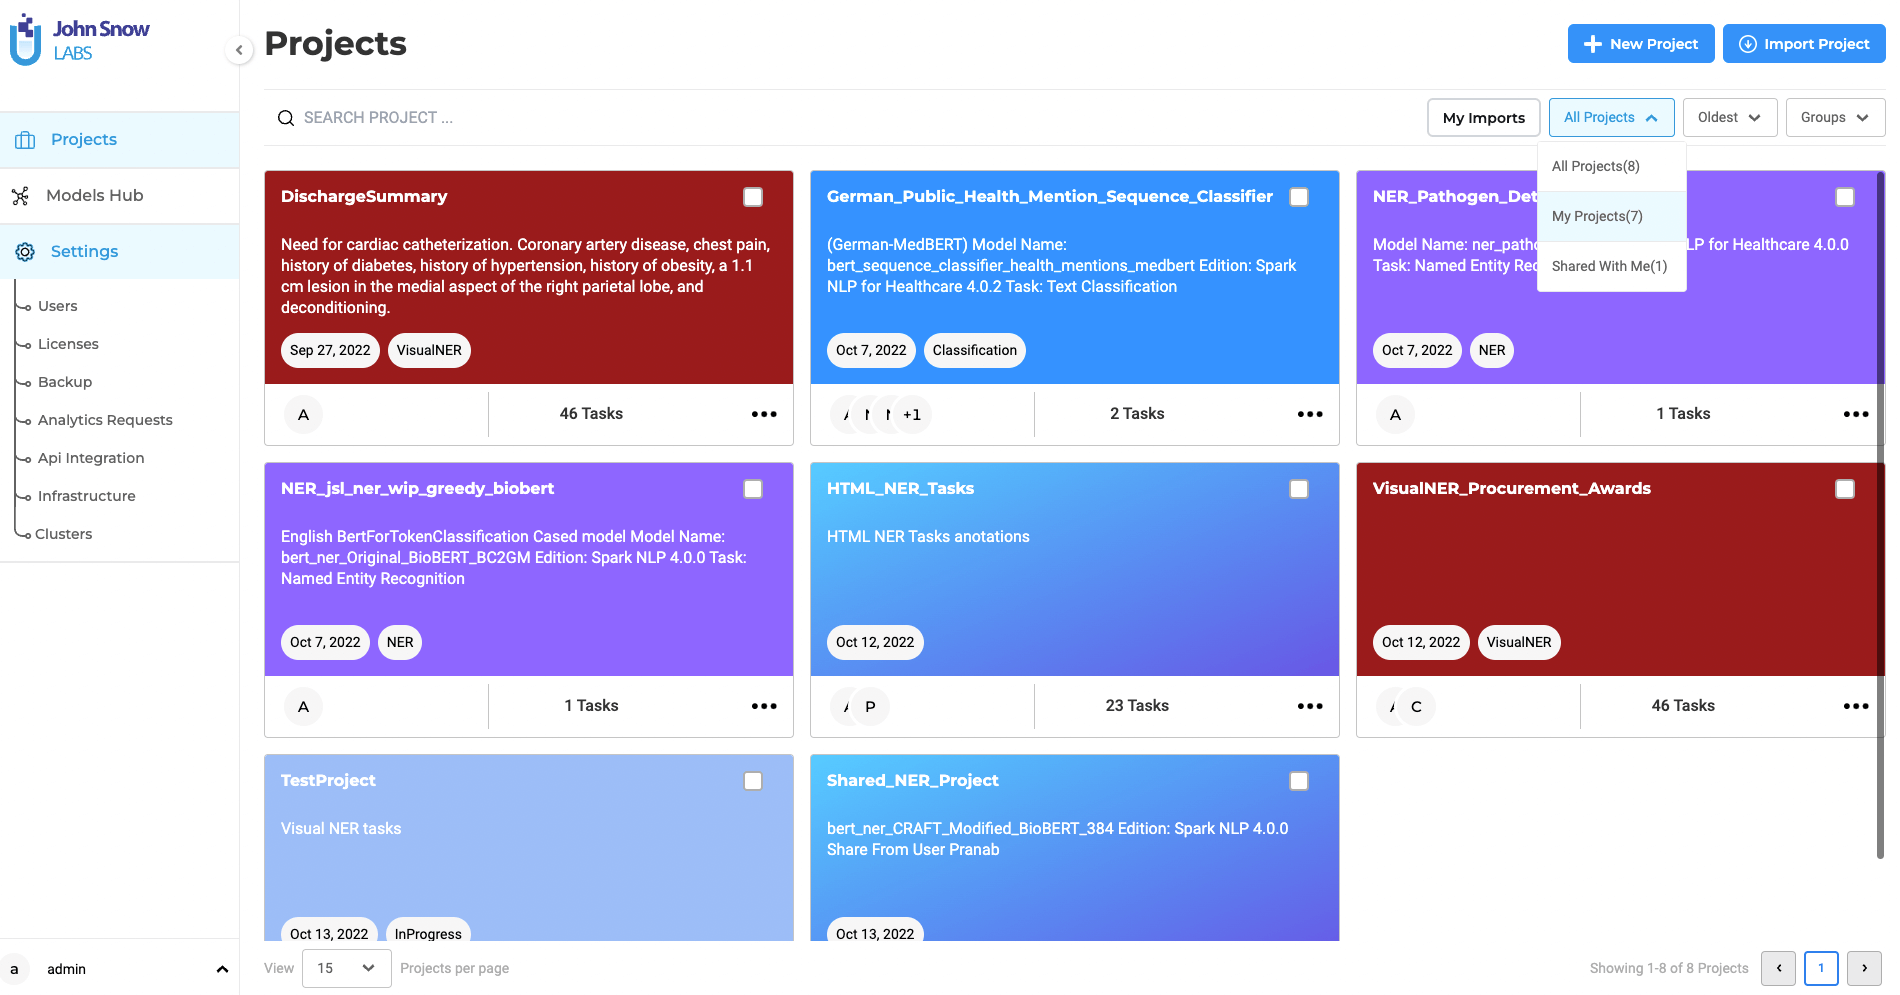 John Snow
LABS
Projects
New Project
Import Project
SEARCH PROJECT ...
My Imports
All Projects
Oldest
Groups
All Projects(8)
My Projects(7)
Shared With Me(1)
Projects
Models Hub
Settings
Users
Licenses
Backup
Analytics Requests
Api Integration
Infrastructure
Clusters
DischargeSummary
Need for cardiac catheterization. Coronary artery disease, chest pain,
history of diabetes, history of hypertension, history of obesity, a 1.1
cm lesion in the medial aspect of the right parietal lobe, and
deconditioning.
Sep 27, 2022
VisualNER
A
46 Tasks
German_Public_Health_Mention_Sequence_Classifier
(German-MedBERT) Model Name:
bert_sequence_classifier_health_mentions_medbert Edition: Spark
NLP for Healthcare 4.0.2 Task: Text Classification
Oct 7, 2022
Classification
+1
2 Tasks
NER_Pathogen_Det
Model Name: ner_patho LP for Healthcare 4.0.0
Task: Named Entity Rec
Oct 7, 2022
NER
A
1 Tasks
NER_jsl_ner_wip_greedy_biobert
English BertForTokenClassification Cased model Model Name:
bert_ner_Original_BioBERT_BC2GM Edition: Spark NLP 4.0.0 Task:
Named Entity Recognition
Oct 7, 2022
NER
A
1 Tasks
HTML_NER_Tasks
HTML NER Tasks anotations
Oct 12, 2022
P
23 Tasks
VisualNER_Procurement_Awards
Oct 12, 2022
VisualNER
C
46 Tasks
TestProject
Visual NER tasks
Oct 13, 2022
InProgress
Shared_NER_Project
bert_ner_CRAFT_Modified_BioBERT_384 Edition: Spark NLP 4.0.0
Share From User Pranab
Oct 13, 2022
a admin
View 15 Projects per page
Showing 1-8 of 8 Projects
1